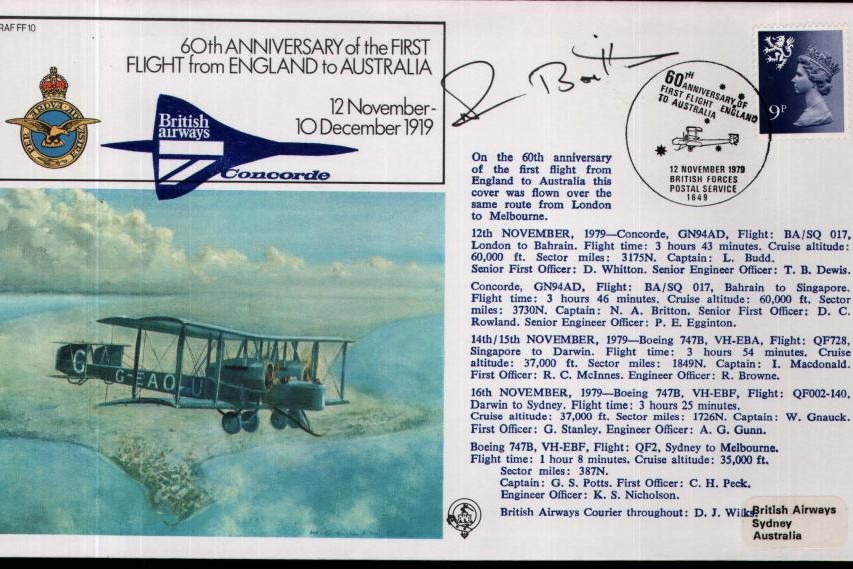 RAF FF10
60th ANNIVERSARY of the FIRST
FLIGHT from ENGLAND to AUSTRALIA
12 November-
10 December 1919
British
airways
Concorde
PER ARDUA AD ASTRA
G
G-EAOU
60TH
ANNIVERSARY OF
FIRST FLIGHT ENGLAND
TO AUSTRALIA
12 NOVEMBER 1979
BRITISH FORCES
POSTAL SERVICE
1649
9P
On the 60th anniversary
of the first flight from
England to Australia this
cover was flown over the
same route from London
to Melbourne.
12th NOVEMBER, 1979—Concorde, GN94AD, Flight: BA/SQ 017,
London to Bahrain. Flight time: 3 hours 43 minutes. Cruise altitude:
60,000 ft. Sector miles: 3175N. Captain: L. Budd.
Senior First Officer: D. Whitton. Senior Engineer Officer: T. B. Dewis.
Concorde, GN94AD, Flight: BA/SQ 017, Bahrain to Singapore.
Flight time: 3 hours 46 minutes. Cruise altitude: 60,000 ft. Sector
miles: 3730N. Captain: N. A. Britton. Senior First Officer: D. C.
Rowland. Senior Engineer Officer: P. E. Egginton.
14th/15th NOVEMBER, 1979—Boeing 747B, VH-EBA, Flight: QF728,
Singapore to Darwin. Flight time: 3 hours 54 minutes. Cruise
altitude: 37,000 ft. Sector miles: 1849N. Captain: I. Macdonald.
First Officer: R. C. McInnes. Engineer Officer: R. Browne.
16th NOVEMBER, 1979—Boeing 747B, VH-EBF, Flight: QF002-140,
Darwin to Sydney. Flight time: 3 hours 25 minutes.
Cruise altitude: 37,000 ft. Sector miles: 1726N. Captain: W. Gnauck.
First Officer: G. Stanley. Engineer Officer: A. G. Gunn.
Boeing 747B, VH-EBF, Flight: QF2, Sydney to Melbourne.
Flight time: 1 hour 8 minutes. Cruise altitude: 35,000 ft.
Sector miles: 387N.
Captain: G. S. Potts. First Officer: C. H. Peck.
Engineer Officer: K. S. Nicholson.
British Airways Courier throughout: D. J. Wilks.
British Airways
Sydney
Australia